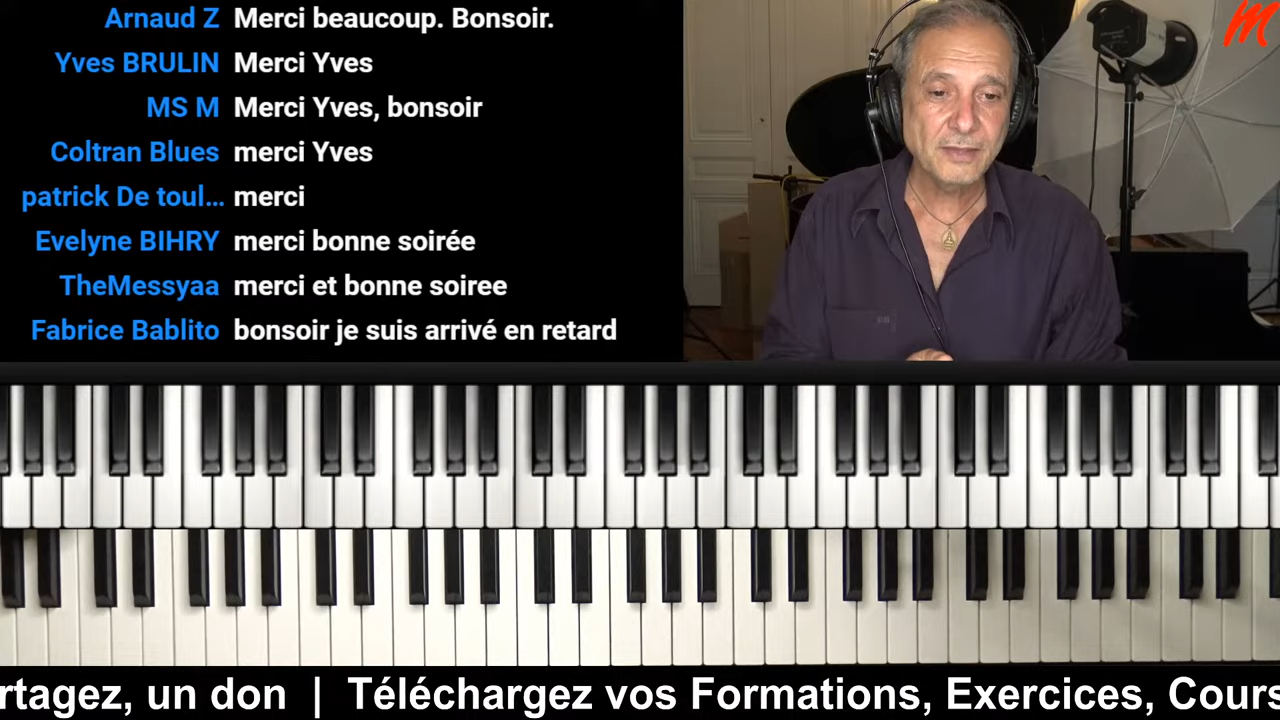 Arnaud Z Merci beaucoup. Bonsoir.
Yves BRULIN Merci Yves
MS M Merci Yves, bonsoir
Coltran Blues merci Yves
patrick De toul... merci
Evelyne BIHRY merci bonne soirée
TheMessyaa merci et bonne soiree
Fabrice Bablito bonsoir je suis arrivé en retard
M
rtagez, un don | Téléchargez vos Formations, Exercices, Cours